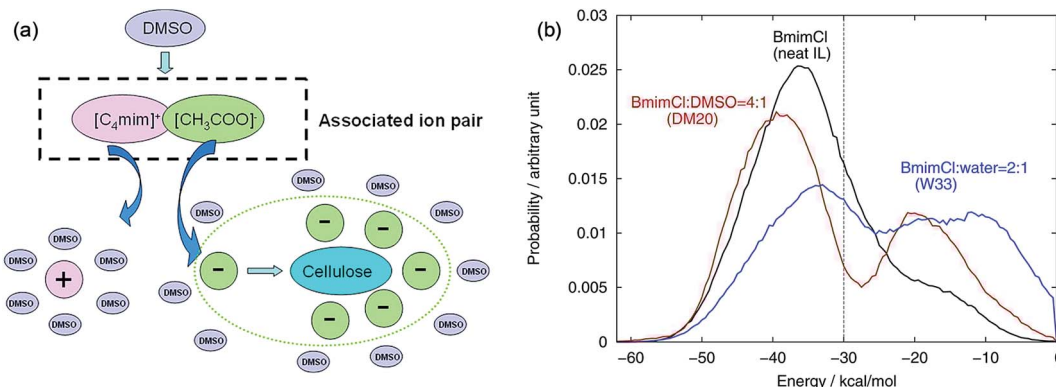 (a)
DMSO
[C₄mim]⁺
[CH₃COO]⁻
Associated ion pair
DMSO
DMSO
DMSO
DMSO
DMSO
DMSO
DMSO
DMSO
DMSO
+
DMSO
DMSO
DMSO
DMSO
DMSO
−
−
−
−
Cellulose
−
−
DMSO
DMSO
DMSO
DMSO
DMSO
DMSO
(b)
0.03
0.025
0.02
0.015
0.01
0.005
0
Probability / arbitrary unit
BmimCl
(neat IL)
BmimCl:DMSO=4:1
(DM20)
BmimCl:water=2:1
(W33)
-60
-50
-40
-30
-20
-10
0
Energy / kcal/mol